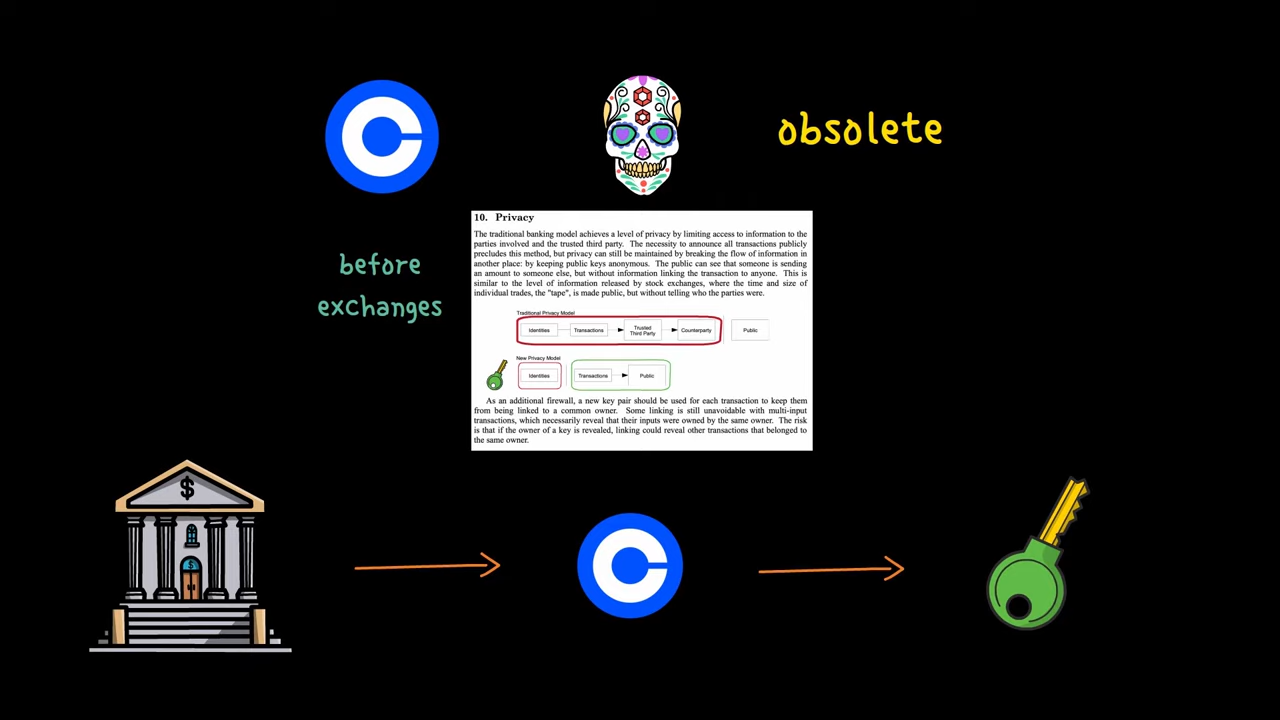 obsolete
before
exchanges
10. Privacy
The traditional banking model achieves a level of privacy by limiting access to information to the
parties involved and the trusted third party. The necessity to announce all transactions publicly
precludes this method, but privacy can still be maintained by breaking the flow of information in
another place: by keeping public keys anonymous. The public can see that someone is sending
an amount to someone else, but without information linking the transaction to anyone. This is
similar to the level of information released by stock exchanges, where the time and size of
individual trades, the "tape", is made public, but without telling who the parties were.
Traditional Privacy Model
Identities Transactions Trusted Third Party Counterparty Public
New Privacy Model
Identities Transactions Public
As an additional firewall, a new key pair should be used for each transaction to keep them
from being linked to a common owner. Some linking is still unavoidable with multi-input
transactions, which necessarily reveal that their inputs were owned by the same owner. The risk
is that if the owner of a key is revealed, linking could reveal other transactions that belonged to
the same owner.
$
$